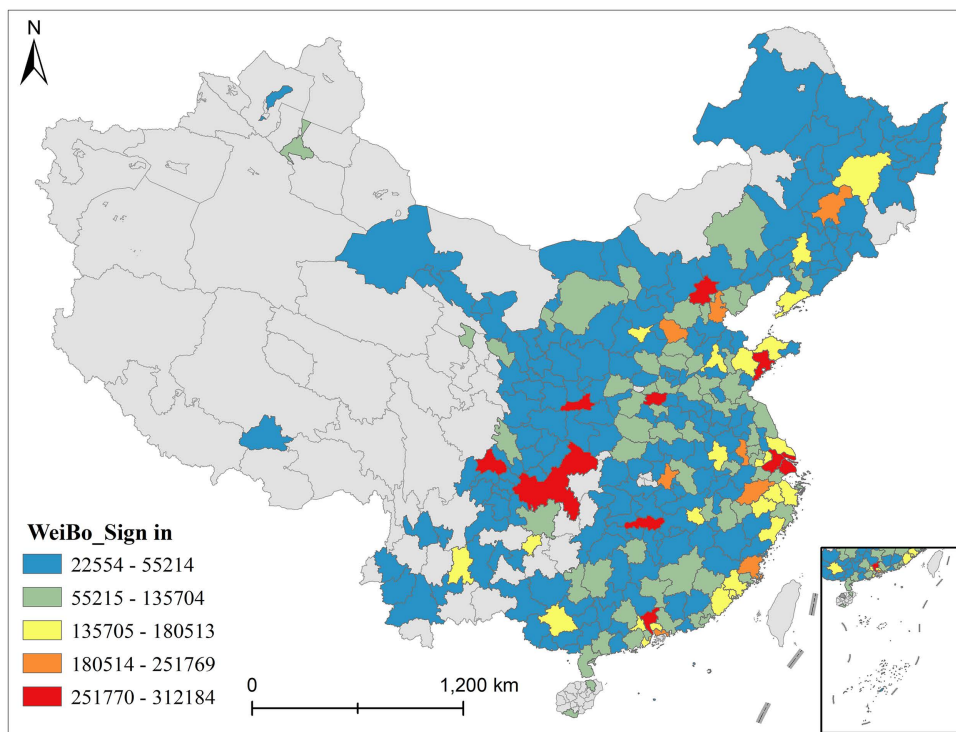 N
WeiBo_Sign in
22554 - 55214
55215 - 135704
135705 - 180513
180514 - 251769
251770 - 312184
0 1,200 km